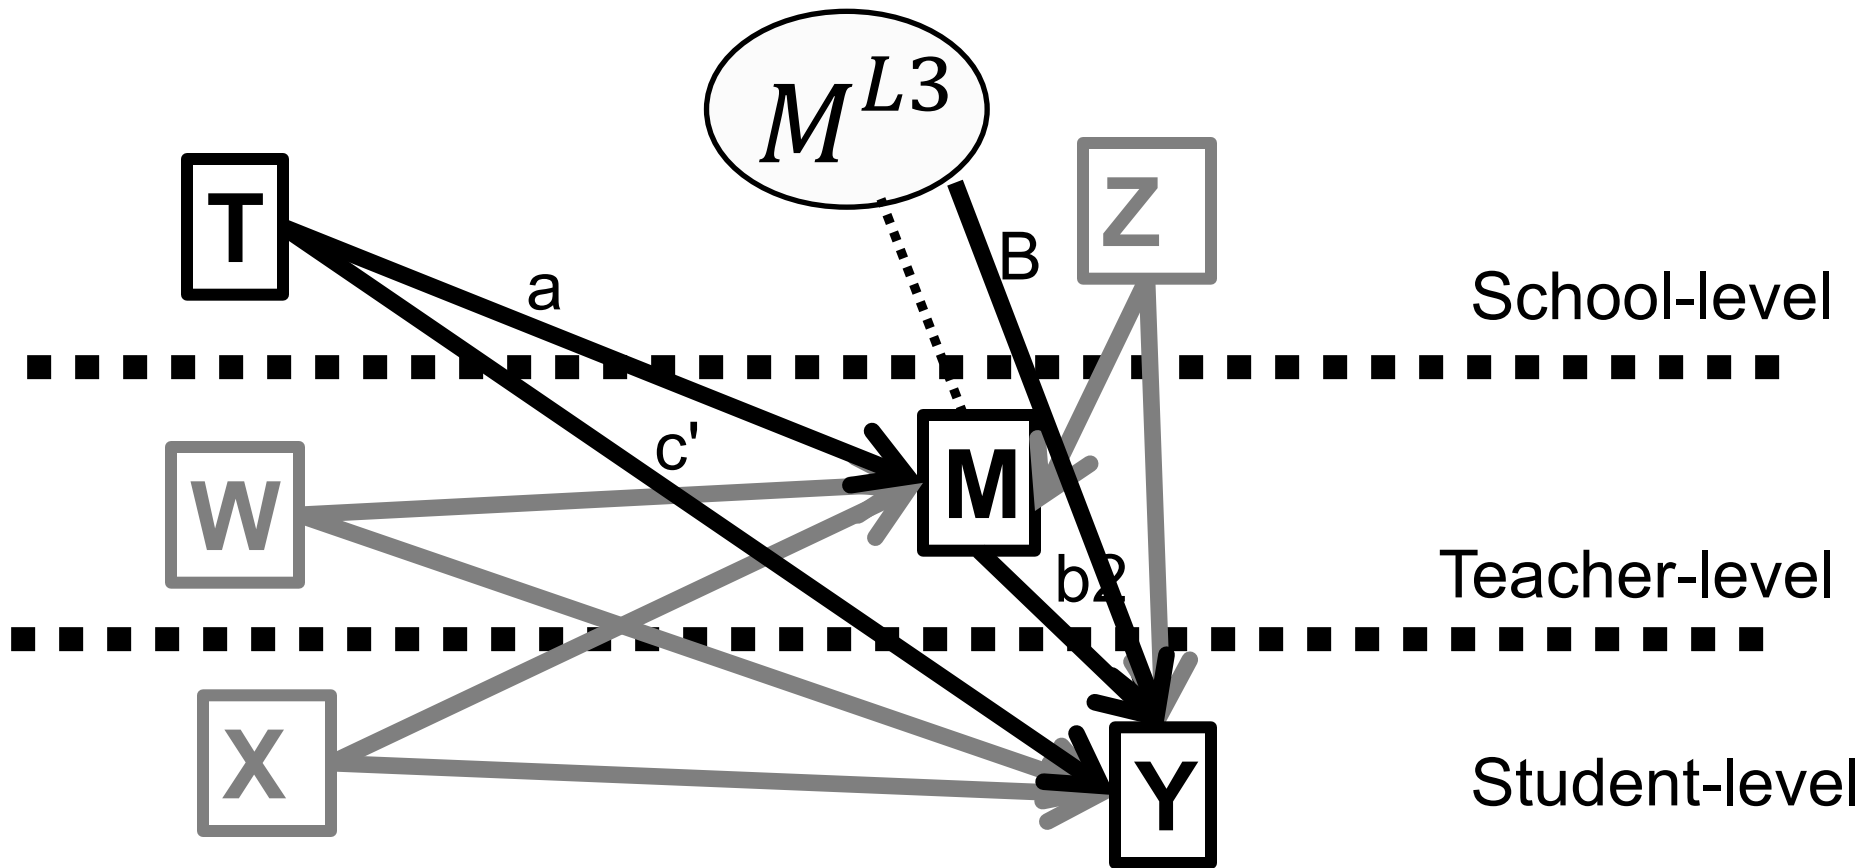 M^{L3}
T
Z
B
a
School-level
c'
W
M
b2
Teacher-level
X
Y
Student-level